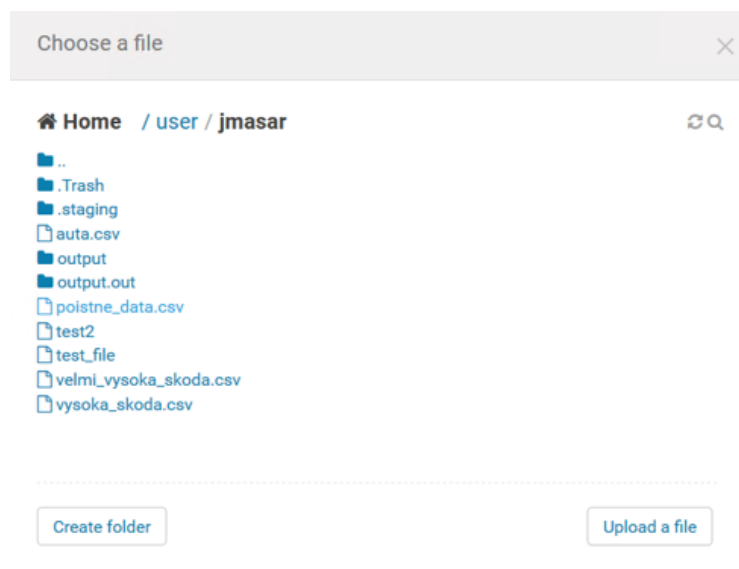 Choose a file
Home / user / jmasar
..
.Trash
.staging
auta.csv
output
output.out
poistne_data.csv
test2
test_file
velmi_vysoka_skoda.csv
vysoka_skoda.csv
Create folder Upload a file